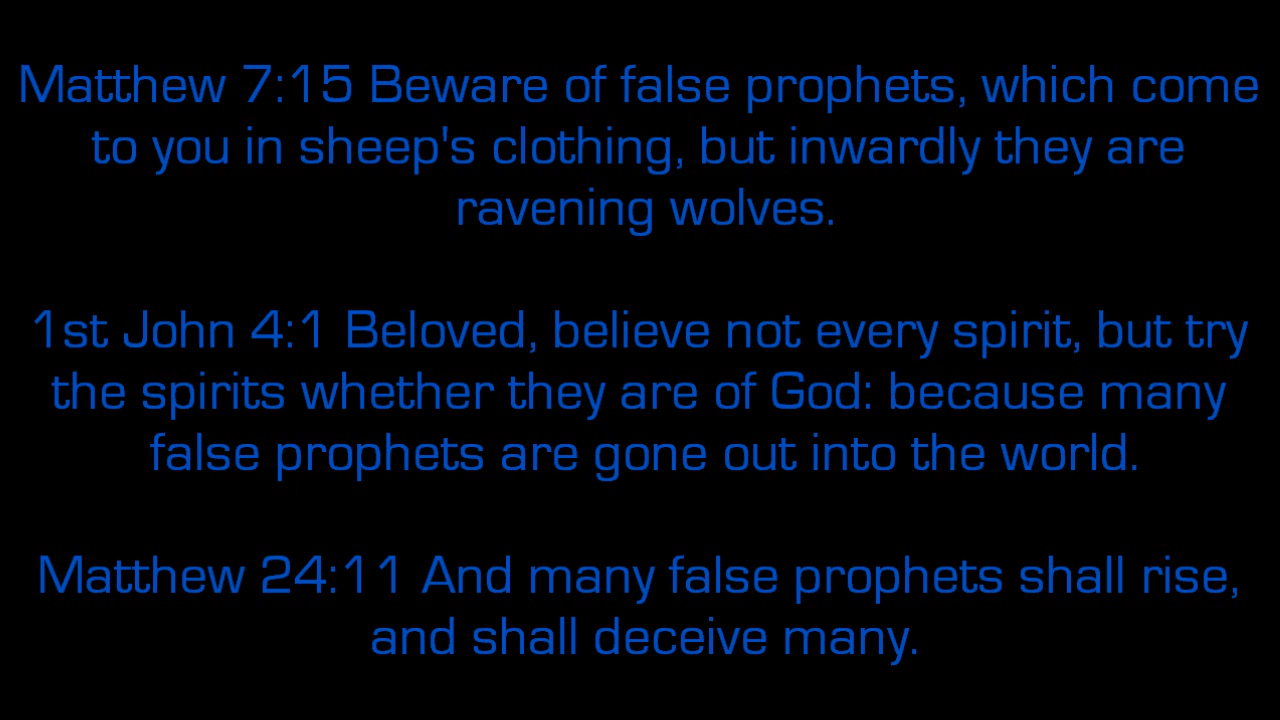 Matthew 7:15 Beware of false prophets, which come
to you in sheep's clothing, but inwardly they are
ravening wolves.
1st John 4:1 Beloved, believe not every spirit, but try
the spirits whether they are of God: because many
false prophets are gone out into the world.
Matthew 24:11 And many false prophets shall rise,
and shall deceive many.